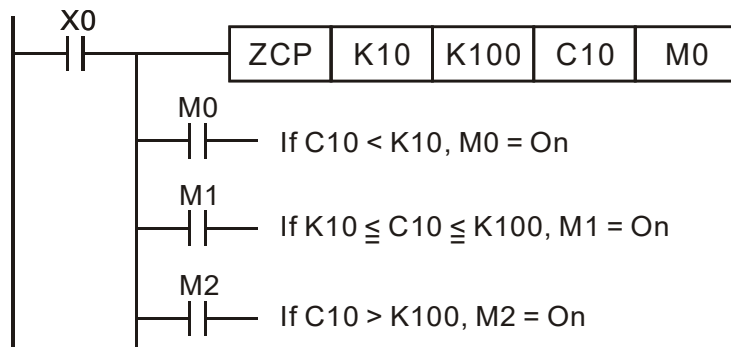 X0
ZCP K10 K100 C10 M0
M0
If C10 < K10, M0 = On
M1
If K10 ≦ C10 ≦ K100, M1 = On
M2
If C10 > K100, M2 = On